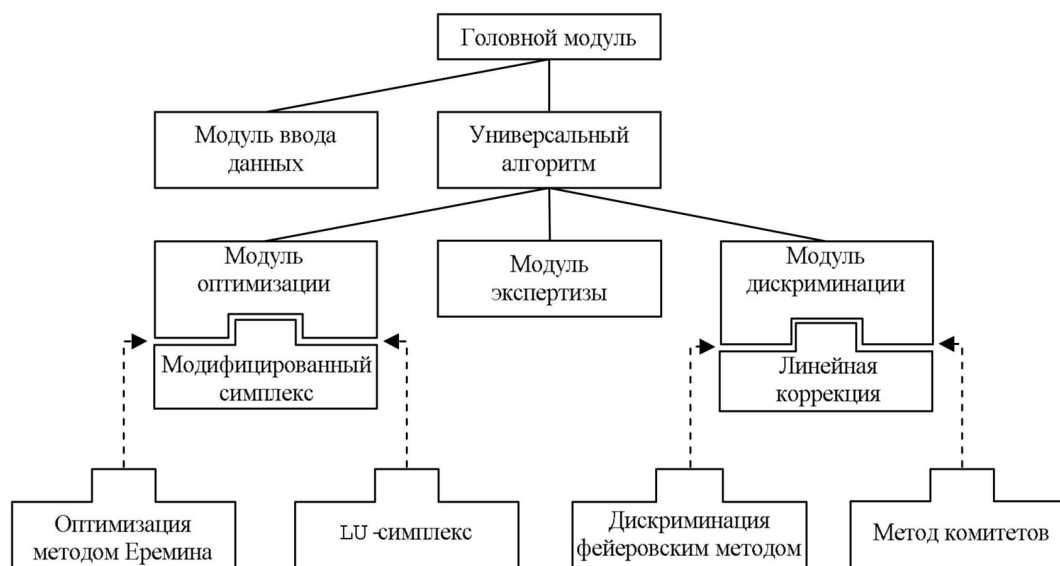 Головной модуль
Модуль ввода
данных
Универсальный
алгоритм
Модуль
оптимизации
Модуль
экспертизы
Модуль
дискриминации
Модифицированный
симплекс
Линейная
коррекция
Оптимизация
методом Еремина
LU-симплекс
Дискриминация
фейеровским методом
Метод комитетов